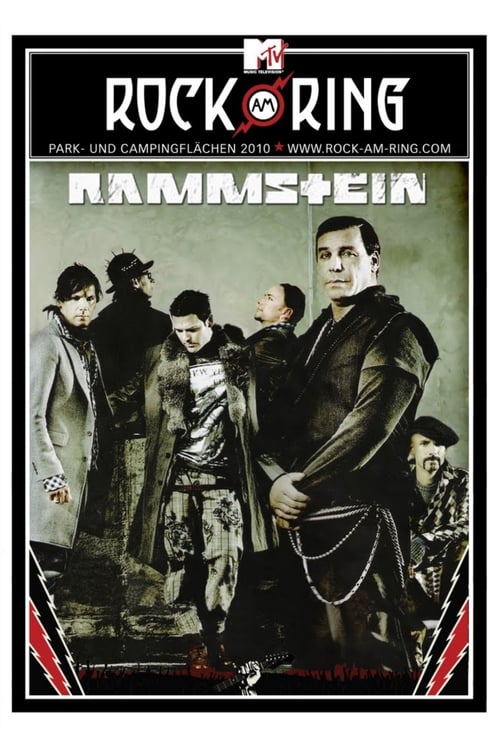 MTV
MUSIC TELEVISION®
ROCK AM RING
PARK- UND CAMPINGFLÄCHEN 2010 ★ WWW.ROCK-AM-RING.COM
RAMMSTEIN